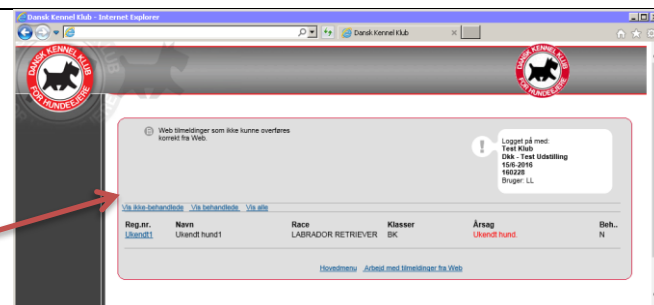 Dansk Kennel Klub - Internet Explorer
Dansk Kennel Klub
DANSK KENNEL KLUB
FOR HUNDEEJERE
DANSK KENNEL KLUB
FOR HUNDEEJERE
Web tilmeldinger som ikke kunne overføres
korrekt fra Web.
Logget på med:
Test Klub
Dkk - Test Udstilling
15/6-2016
160228
Bruger: LL
Vis ikke-behandlede Vis behandlede Vis alle
Reg.nr. Navn Race Klasser Årsag Beh..
Ukendt1 Ukendt hund1 LABRADOR RETRIEVER BK Ukendt hund. N
Hovedmenu Arbejd med tilmeldinger fra Web